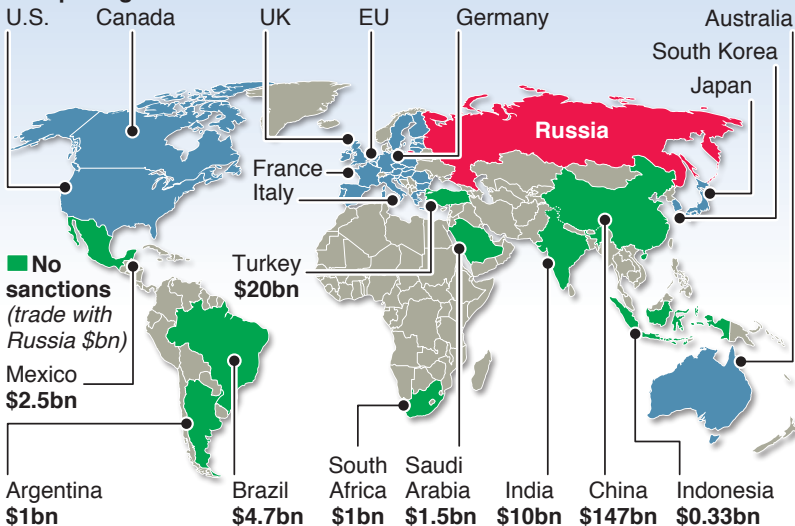 U.S.
Canada
UK
EU
Germany
Australia
South Korea
Japan
Russia
France
Italy
No
sanctions
(trade with
Russia $bn)
Turkey
$20bn
Mexico
$2.5bn
Argentina
$1bn
Brazil
$4.7bn
South
Africa
$1bn
Saudi
Arabia
$1.5bn
India
$10bn
China
$147bn
Indonesia
$0.33bn